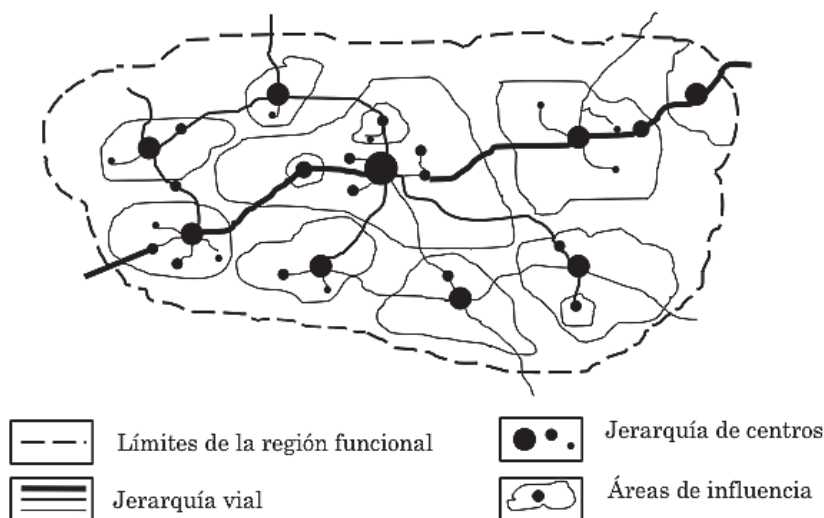 Límites de la región funcional
Jerarquía de centros
Jerarquía vial
Áreas de influencia